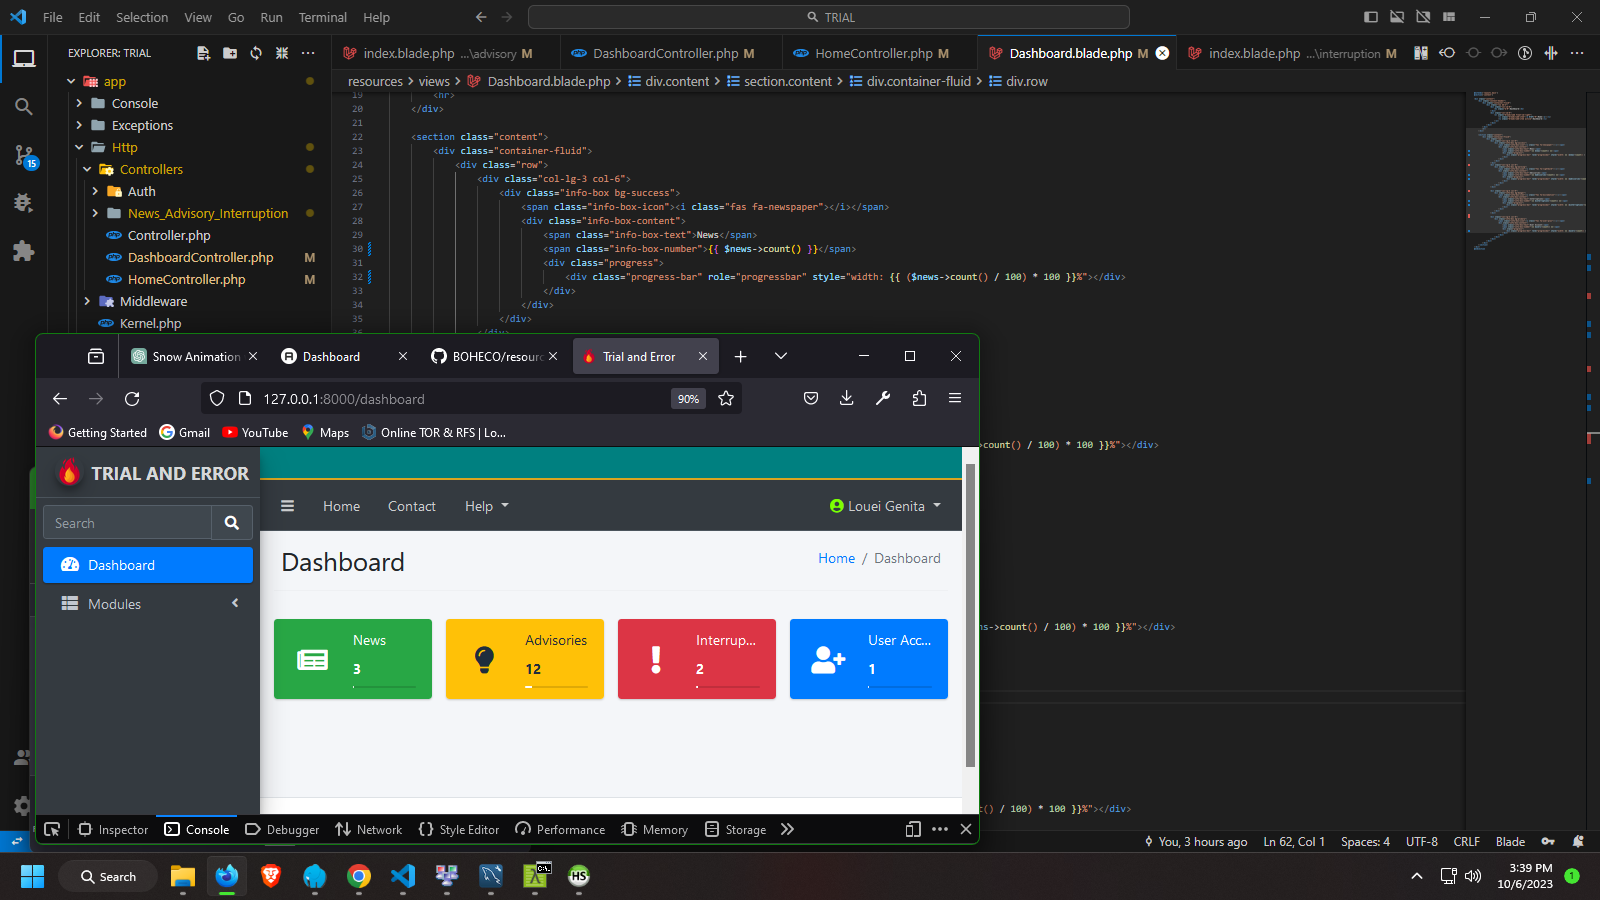 File Edit Selection View Go Run Terminal Help
TRIAL
EXPLORER: TRIAL
index.blade.php ...\advisory M
DashboardController.php M
HomeController.php M
Dashboard.blade.php M
index.blade.php ...\interruption M
resources > views > Dashboard.blade.php > div.content > section.content > div.container-fluid > div.row
app
Console
Exceptions
Http
Controllers
Auth
News_Advisory_Interruption
Controller.php
DashboardController.php M
HomeController.php M
Middleware
Kernel.php
15
19 <hr>
20 </div>
21
22 <section class="content">
23 <div class="container-fluid">
24 <div class="row">
25 <div class="col-lg-3 col-6">
26 <div class="info-box bg-success">
27 <span class="info-box-icon"><i class="fas fa-newspaper"></i></span>
28 <div class="info-box-content">
29 <span class="info-box-text">News</span>
30 <span class="info-box-number">{{ $news->count() }}</span>
31 <div class="progress">
32 <div class="progress-bar" role="progressbar" style="width: {{ ($news->count() / 100) * 100 }}%"></div>
33 </div>
34 </div>
35 </div>
36 </div>
>count() / 100) * 100 }}%"></div>
ns->count() / 100) * 100 }}%"></div>
t() / 100) * 100 }}%"></div>
Snow Animation
Dashboard
BOHECO/resourc
Trial and Error
127.0.0.1:8000/dashboard
90%
Getting Started
Gmail
YouTube
Maps
Online TOR & RFS | Lo...
TRIAL AND ERROR
Search
Dashboard
Modules
Home Contact Help
Louei Genita
Dashboard
Home / Dashboard
News
3
Advisories
12
Interrup...
2
User Acc...
1
Inspector Console Debugger Network Style Editor Performance Memory Storage
You, 3 hours ago Ln 62, Col 1 Spaces: 4 UTF-8 CRLF Blade
Search
HS
3:39 PM
10/6/2023
1